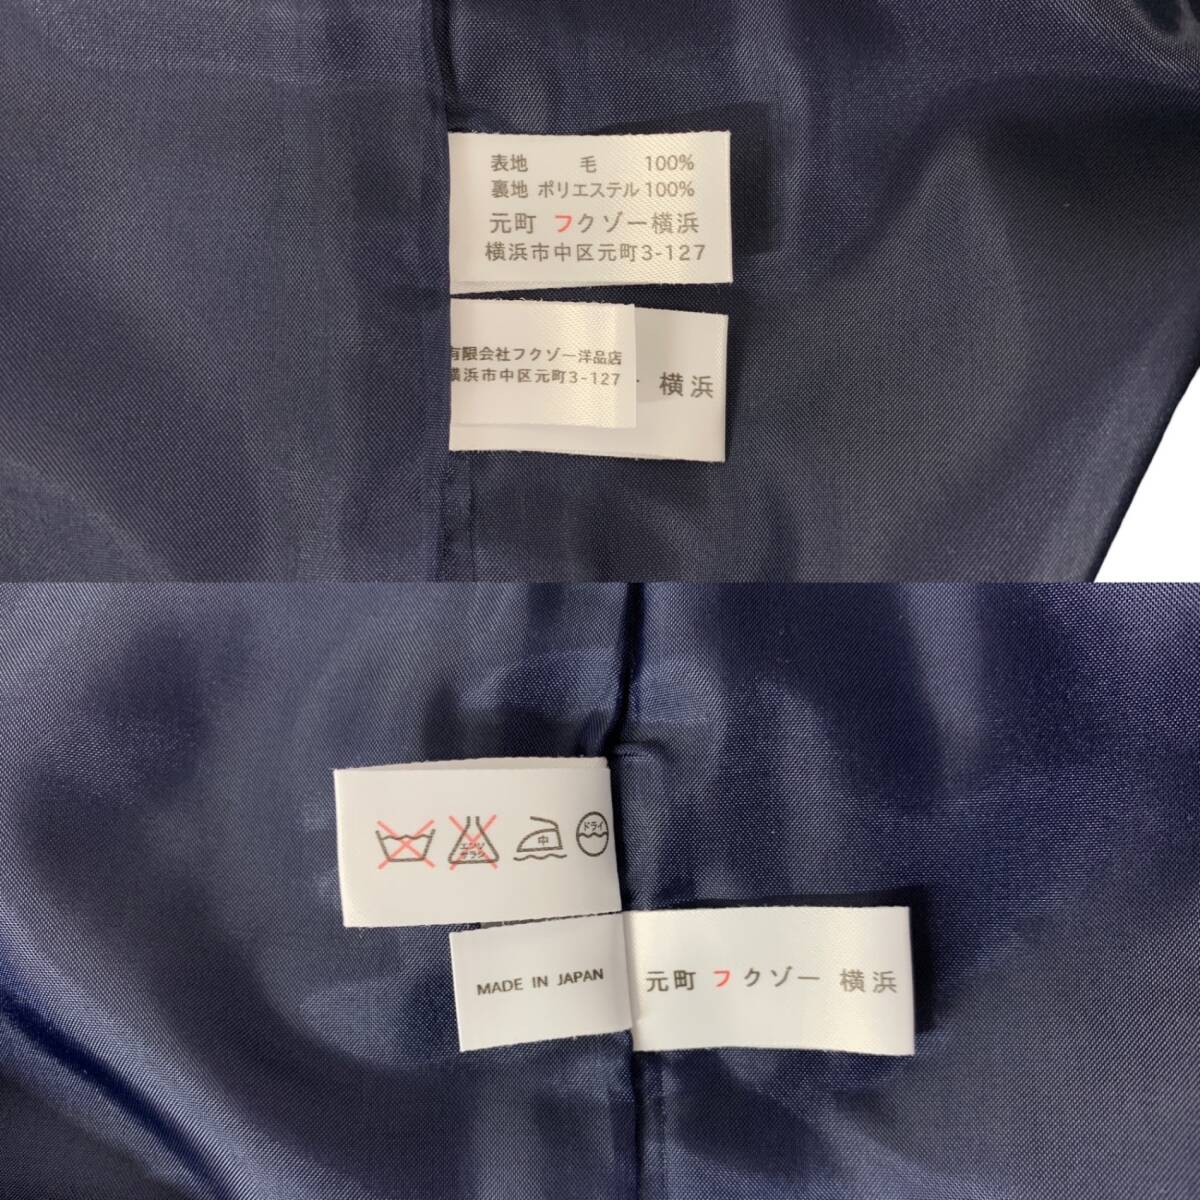 表地 毛 100%
裏地 ポリエステル 100%
元町 フクゾー横浜
横浜市中区元町3-127
有限会社フクゾー洋品店
横浜市中区元町3-127
ー 横浜
エンソ
サラシ
中
ドライ
MADE IN JAPAN
元町 フクゾー 横浜